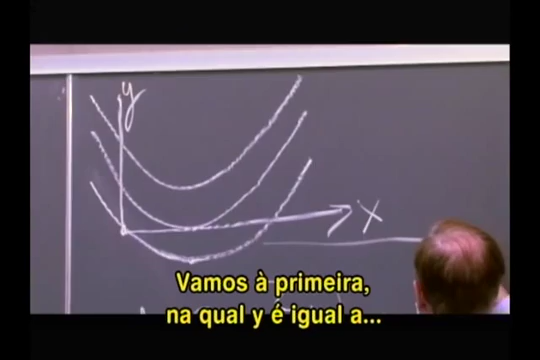 y
x
Vamos à primeira,
na qual y é igual a...